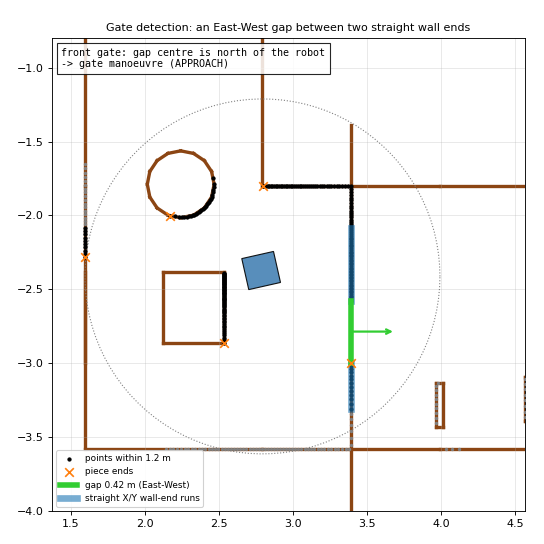 Gate detection: an East-West gap between two straight wall ends
front gate: gap centre is north of the robot
-> gate manoeuvre (APPROACH)
−1.0
−1.5
−2.0
−2.5
−3.0
−3.5
−4.0
points within 1.2 m
piece ends
gap 0.42 m (East-West)
straight X/Y wall-end runs
1.5 2.0 2.5 3.0 3.5 4.0 4.5